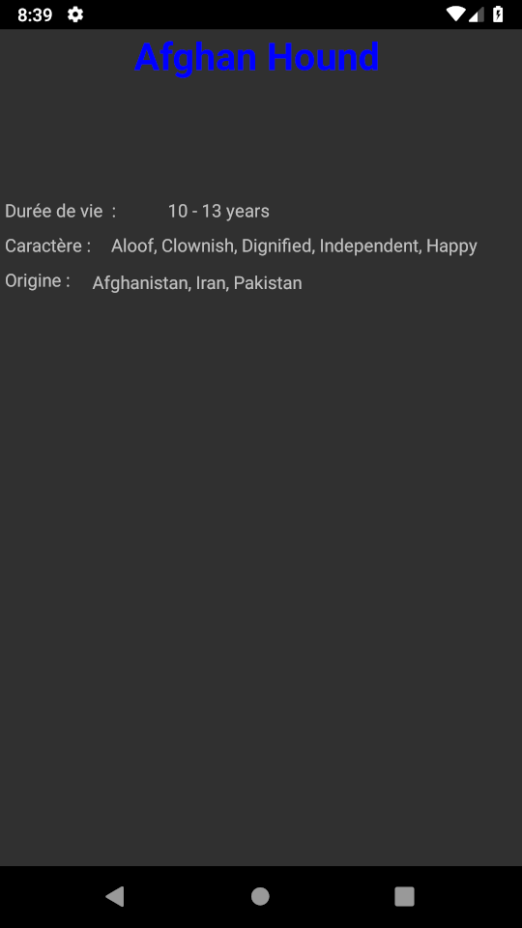 8:39
Afghan Hound
Durée de vie : 10 - 13 years
Caractère : Aloof, Clownish, Dignified, Independent, Happy
Origine : Afghanistan, Iran, Pakistan